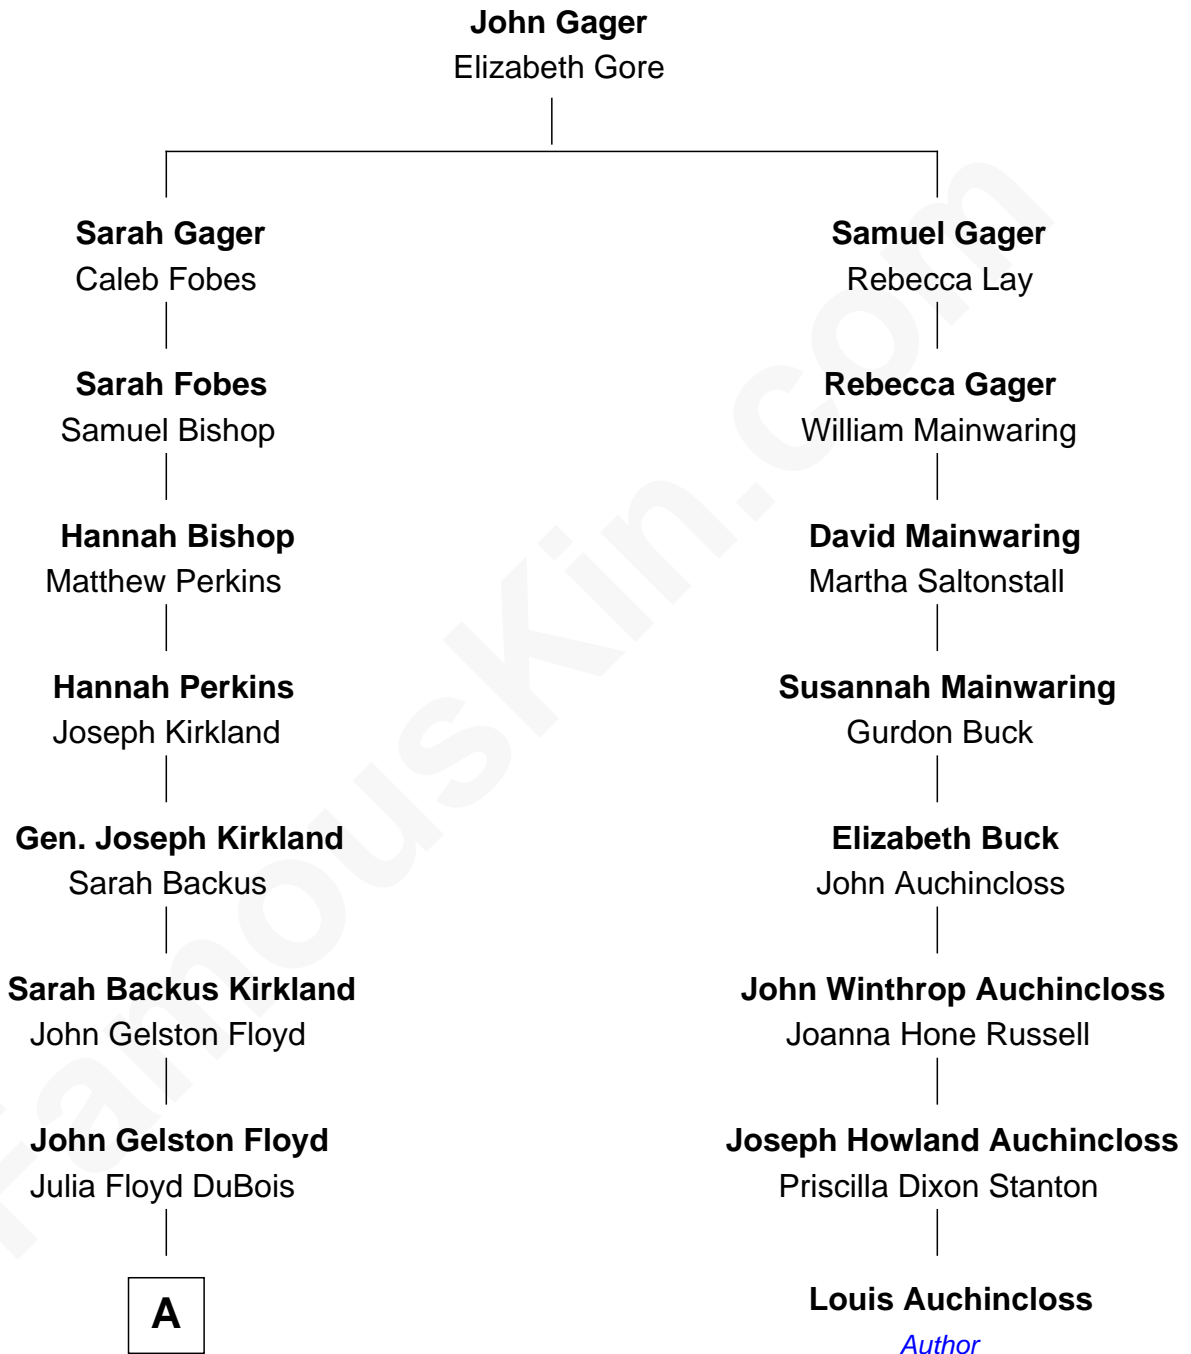 John Gager
Elizabeth Gore
Sarah Gager
Caleb Fobes
Sarah Fobes
Samuel Bishop
Hannah Bishop
Matthew Perkins
Hannah Perkins
Joseph Kirkland
Gen. Joseph Kirkland
Sarah Backus
Sarah Backus Kirkland
John Gelston Floyd
John Gelston Floyd
Julia Floyd DuBois
A
Samuel Gager
Rebecca Lay
Rebecca Gager
William Mainwaring
David Mainwaring
Martha Saltonstall
Susannah Mainwaring
Gurdon Buck
Elizabeth Buck
John Auchincloss
John Winthrop Auchincloss
Joanna Hone Russell
Joseph Howland Auchincloss
Priscilla Dixon Stanton
Louis Auchincloss
Author
FamousKin.com